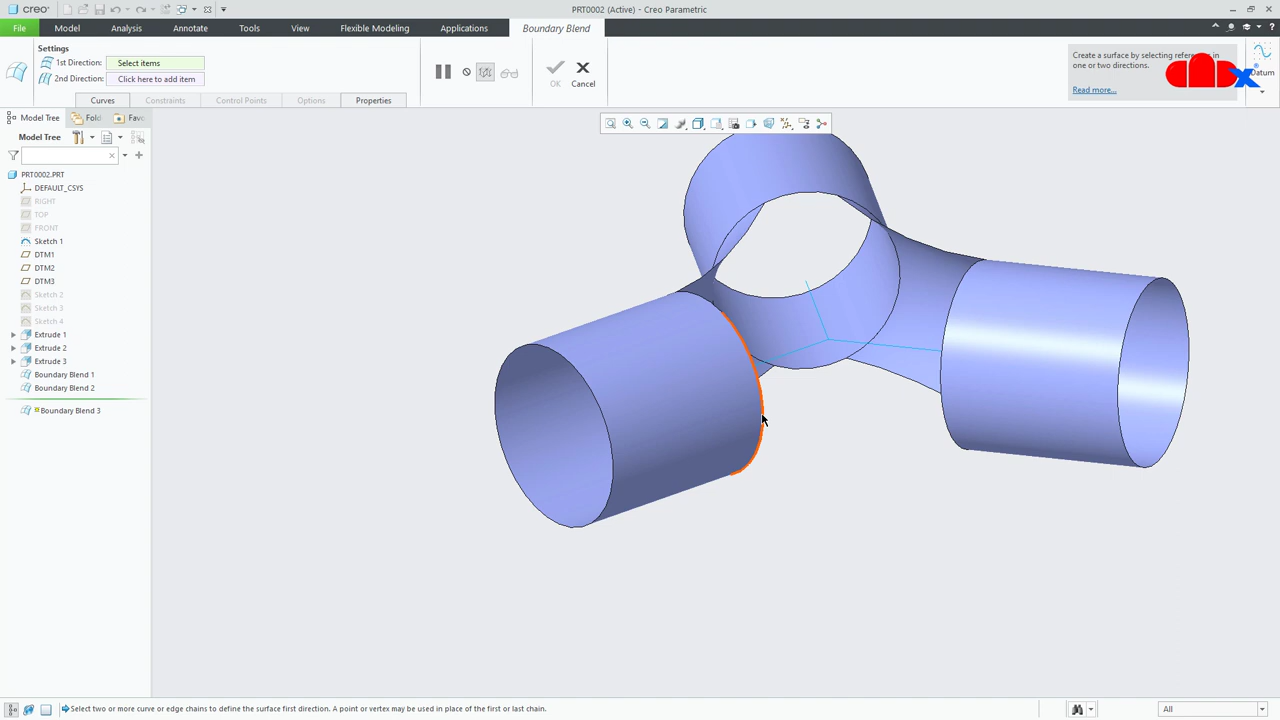 creo
PRT0002 (Active) - Creo Parametric
File Model Analysis Annotate Tools View Flexible Modeling Applications Boundary Blend
Settings
1st Direction: Select items
2nd Direction: Click here to add item
OK Cancel
Create a surface by selecting
in one or two directions.
Read more...
Datum
Curves Constraints Control Points Options Properties
Model Tree Fold Favo
Model Tree
PRT0002.PRT
DEFAULT_CSYS
RIGHT
TOP
FRONT
Sketch 1
DTM1
DTM2
DTM3
Sketch 2
Sketch 3
Sketch 4
Extrude 1
Extrude 2
Extrude 3
Boundary Blend 1
Boundary Blend 2
Boundary Blend 3
Select two or more curve or edge chains to define the surface first direction. A point or vertex may be used in place of the first or last chain.
All